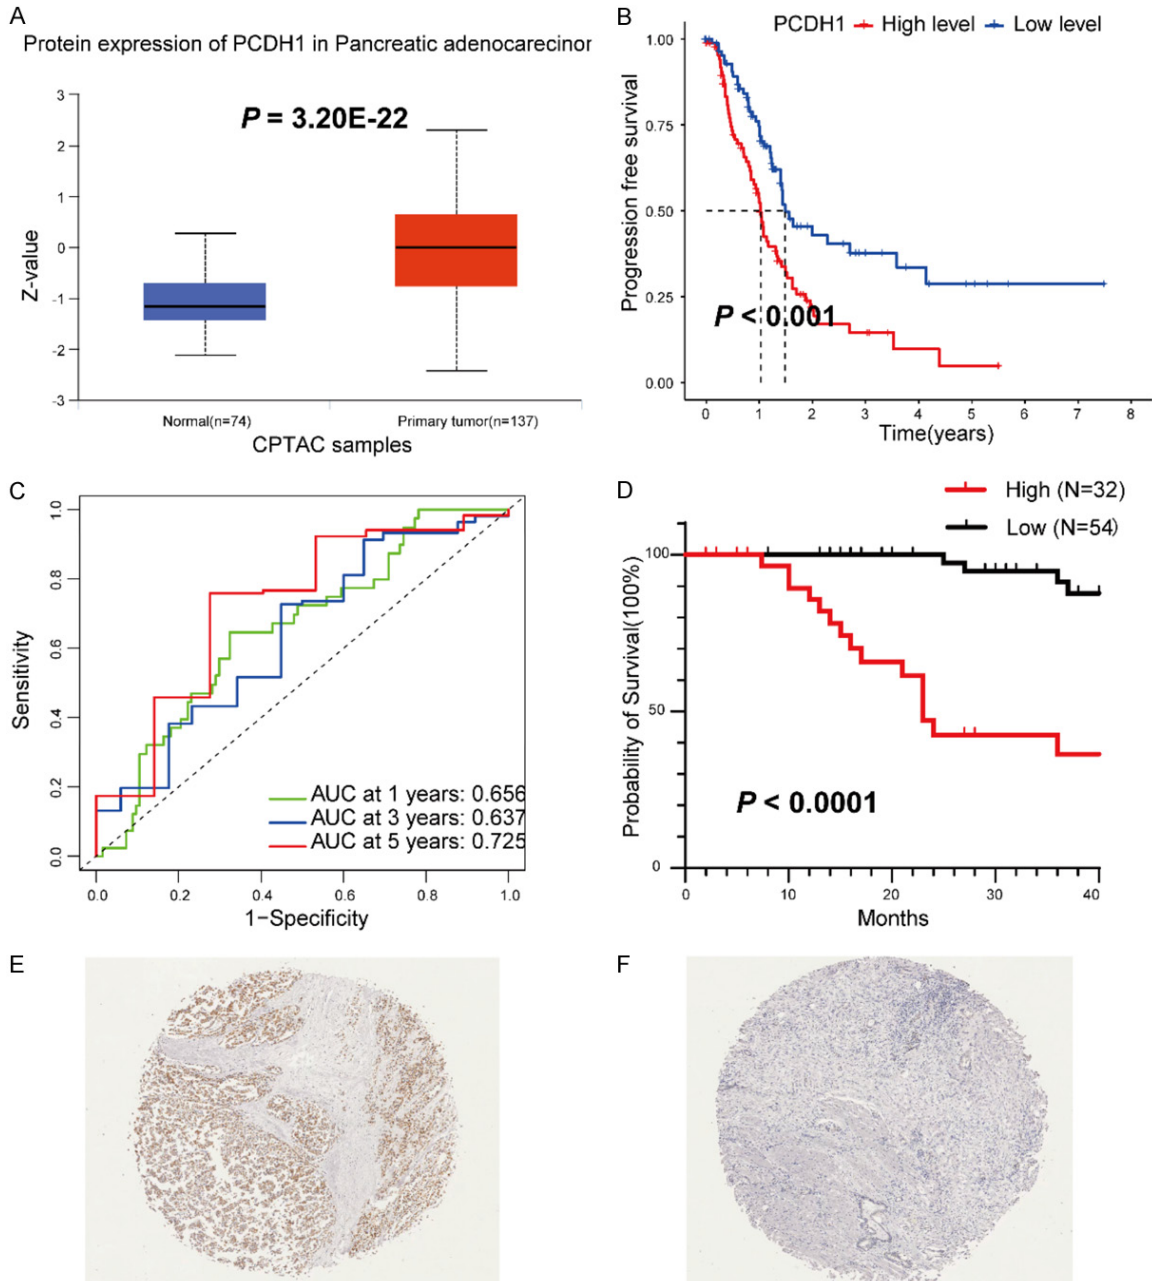 A
Protein expression of PCDH1 in Pancreatic adenocarecinor
P = 3.20E-22
3
2
1
0
-1
-2
-3
Z-value
Normal(n=74) Primary tumor(n=137)
CPTAC samples
B
PCDH1 High level Low level
1.00
0.75
0.50
0.25
0.00
Progression free survival
P < 0.001
0 1 2 3 4 5 6 7 8
Time(years)
C
1.0
0.8
0.6
0.4
0.2
0.0
Sensitivity
AUC at 1 years: 0.656
AUC at 3 years: 0.637
AUC at 5 years: 0.725
0.0 0.2 0.4 0.6 0.8 1.0
1−Specificity
D
High (N=32)
Low (N=54)
100
50
0
Probability of Survival(100%)
P < 0.0001
0 10 20 30 40
Months
E
F